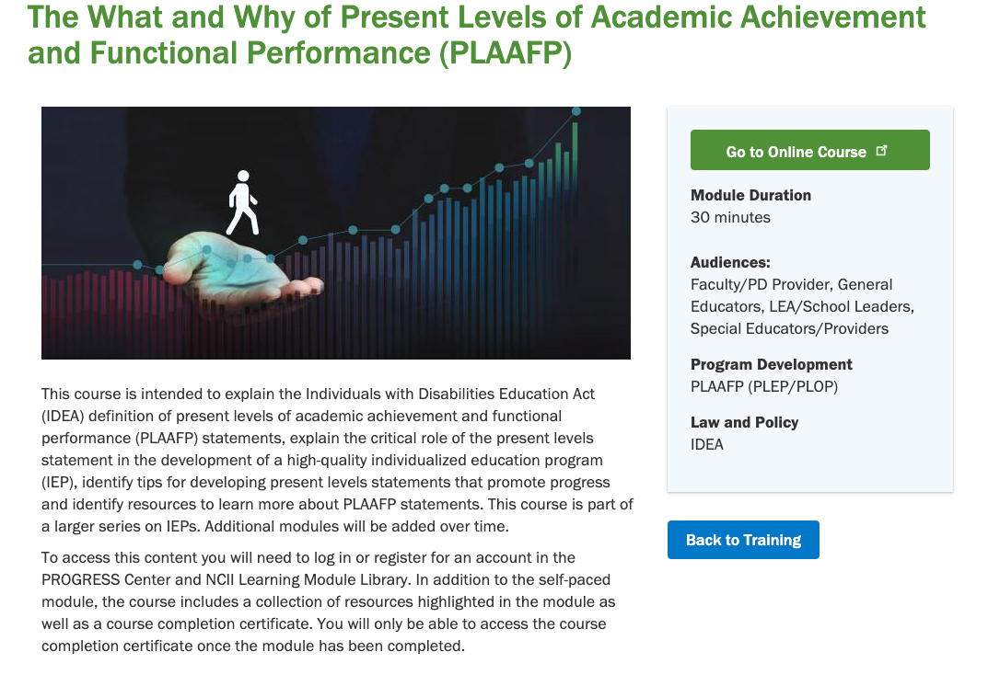 The What and Why of Present Levels of Academic Achievement
and Functional Performance (PLAAFP)
This course is intended to explain the Individuals with Disabilities Education Act
(IDEA) definition of present levels of academic achievement and functional
performance (PLAAFP) statements, explain the critical role of the present levels
statement in the development of a high-quality individualized education program
(IEP), identify tips for developing present levels statements that promote progress
and identify resources to learn more about PLAAFP statements. This course is part of
a larger series on IEPs. Additional modules will be added over time.
To access this content you will need to log in or register for an account in the
PROGRESS Center and NCII Learning Module Library. In addition to the self-paced
module, the course includes a collection of resources highlighted in the module as
well as a course completion certificate. You will only be able to access the course
completion certificate once the module has been completed.
Go to Online Course
Module Duration
30 minutes
Audiences:
Faculty/PD Provider, General
Educators, LEA/School Leaders,
Special Educators/Providers
Program Development
PLAAFP (PLEP/PLOP)
Law and Policy
IDEA
Back to Training